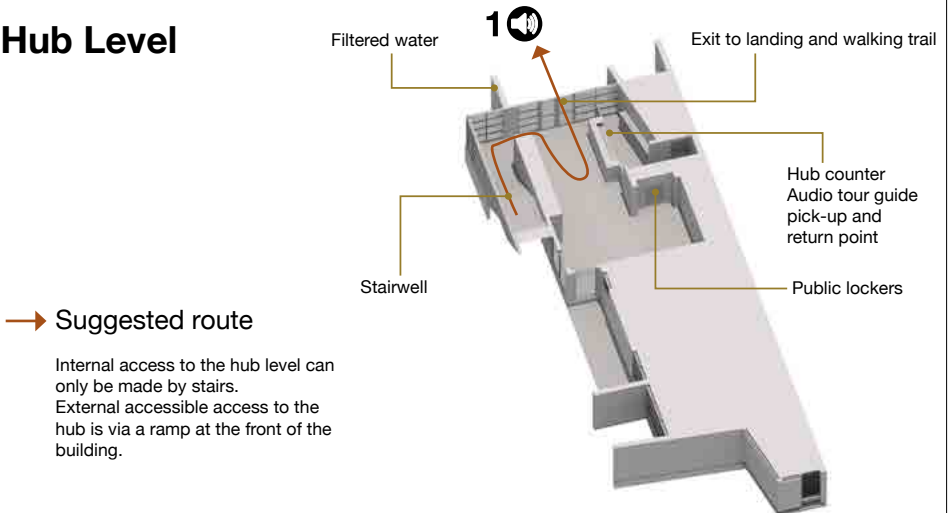 Hub Level
Filtered water
1
Exit to landing and walking trail
Hub counter
Audio tour guide
pick-up and
return point
Stairwell
Public lockers
Suggested route
Internal access to the hub level can
only be made by stairs.
External accessible access to the
hub is via a ramp at the front of the
building.